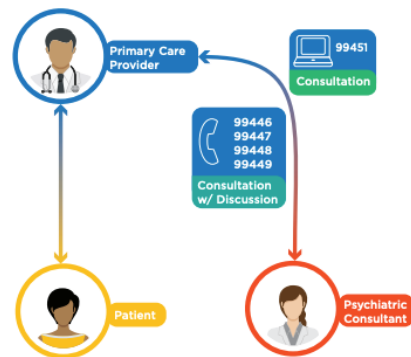 Primary Care
Provider
99451
Consultation
99446
99447
99448
99449
Consultation
w/ Discussion
Patient
Psychiatric
Consultant